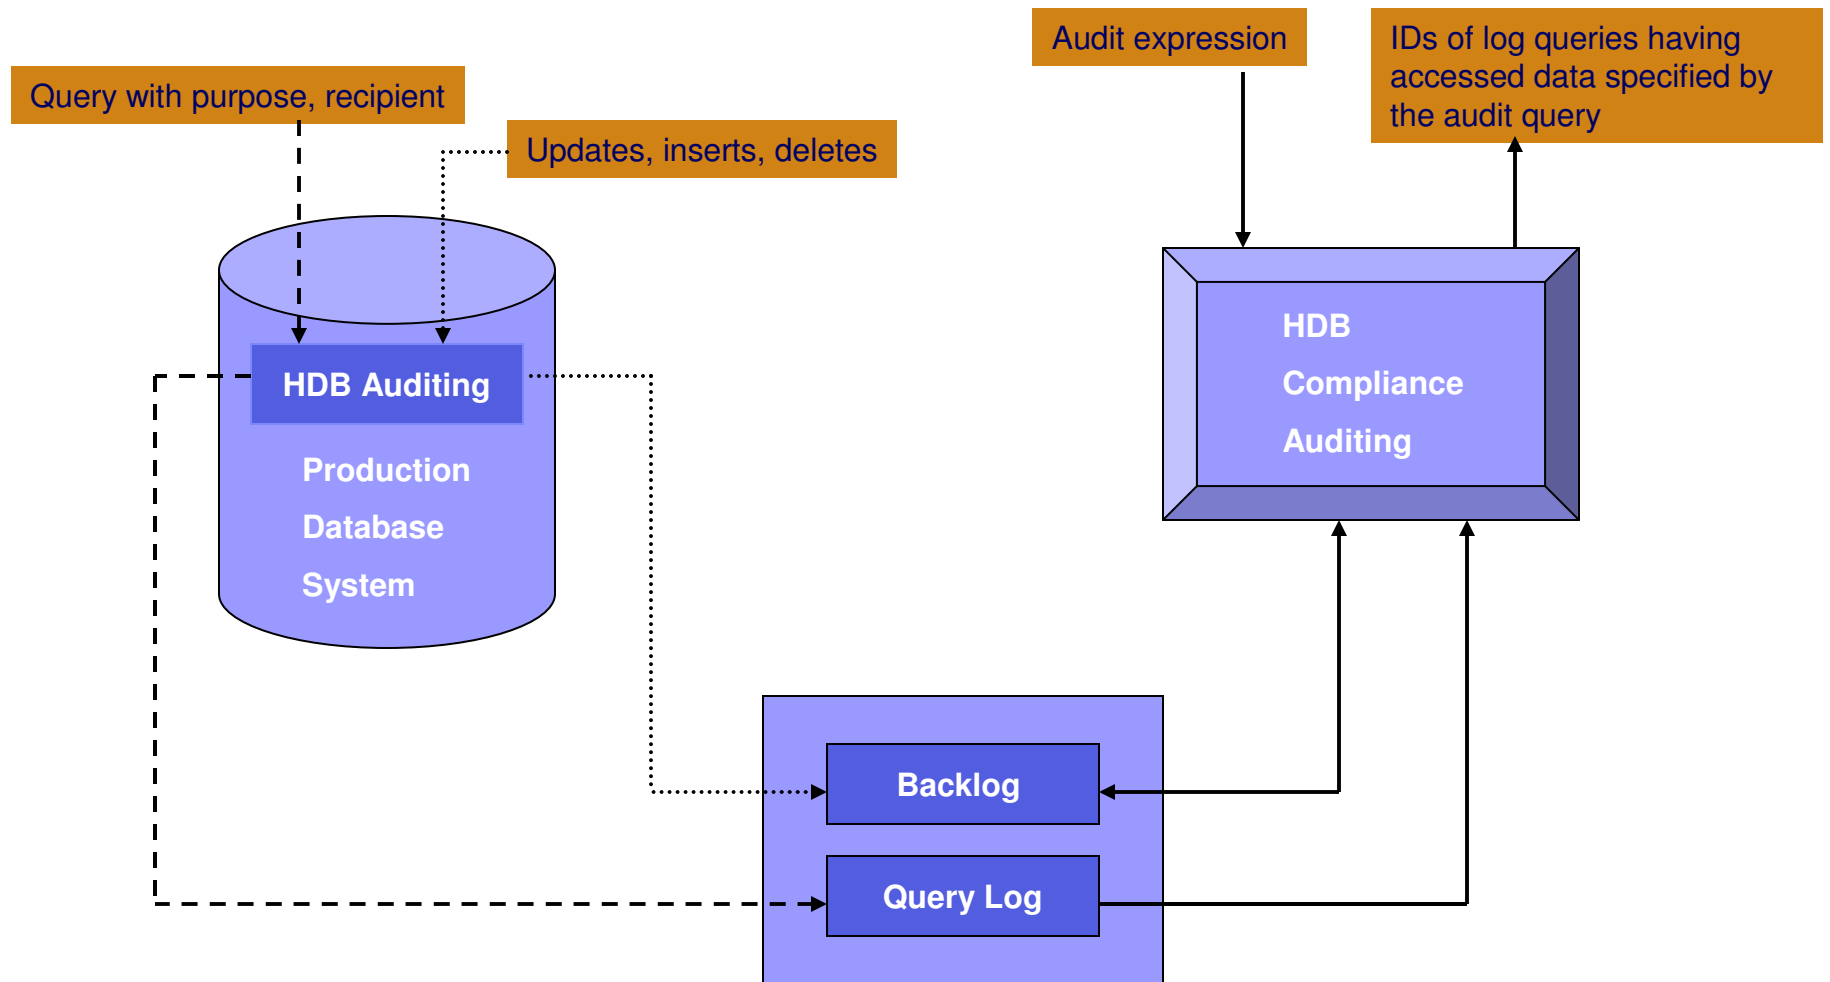 Audit expression
IDs of log queries having
accessed data specified by
the audit query
Query with purpose, recipient
Updates, inserts, deletes
HDB Auditing
Production
Database
System
HDB
Compliance
Auditing
Backlog
Query Log